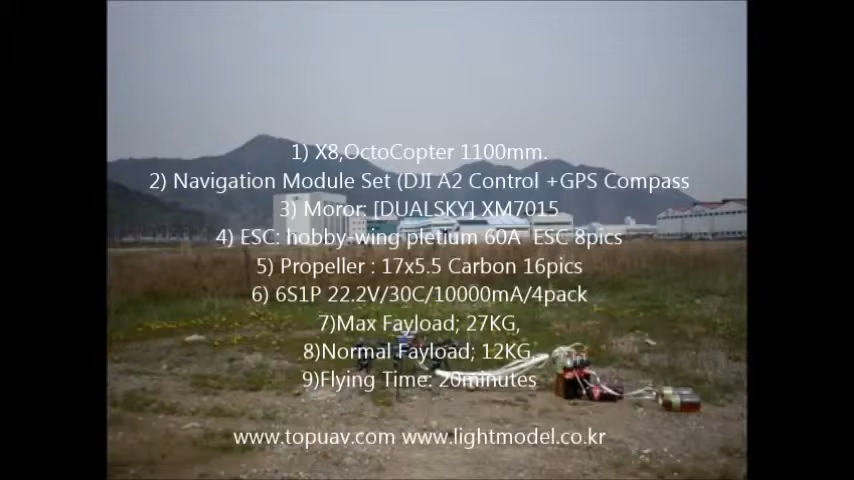 1) X8,OctoCopter 1100mm.
2) Navigation Module Set (DJI A2 Control +GPS Compass
3) Moror: [DUALSKY] XM7015
4) ESC: hobby-wing pletium 60A ESC 8pics
5) Propeller : 17x5.5 Carbon 16pics
6) 6S1P 22.2V/30C/10000mA/4pack
7)Max Fayload; 27KG,
8)Normal Fayload; 12KG,
9)Flying Time: 20minutes
www.topuav.com www.lightmodel.co.kr